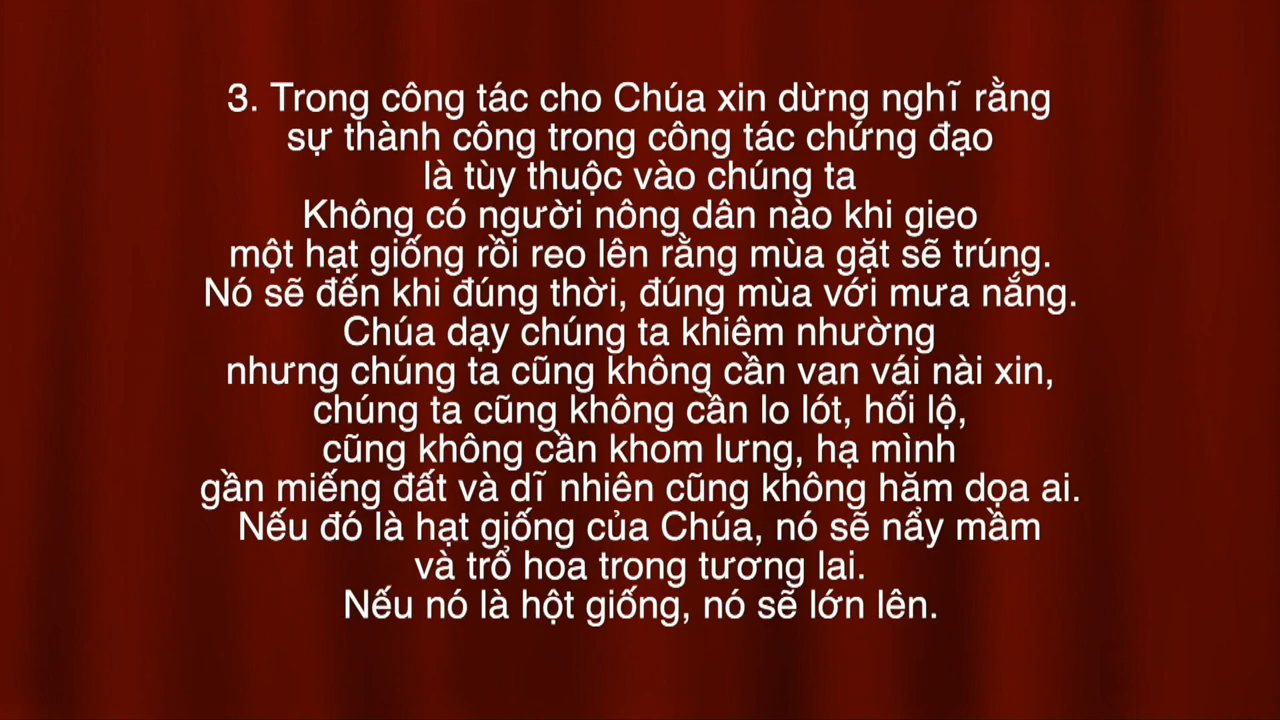 3. Trong công tác cho Chúa xin dừng nghĩ rằng
sự thành công trong công tác chứng đạo
là tùy thuộc vào chúng ta
Không có người nông dân nào khi gieo
một hạt giống rồi reo lên rằng mùa gặt sẽ trúng.
Nó sẽ đến khi đúng thời, đúng mùa với mưa nắng.
Chúa dạy chúng ta khiêm nhường
nhưng chúng ta cũng không cần van vái nài xin,
chúng ta cũng không cần lo lót, hối lộ,
cũng không cần khom lưng, hạ mình
gần miếng đất và dĩ nhiên cũng không hăm dọa ai.
Nếu đó là hạt giống của Chúa, nó sẽ nẩy mầm
và trổ hoa trong tương lai.
Nếu nó là hột giống, nó sẽ lớn lên.